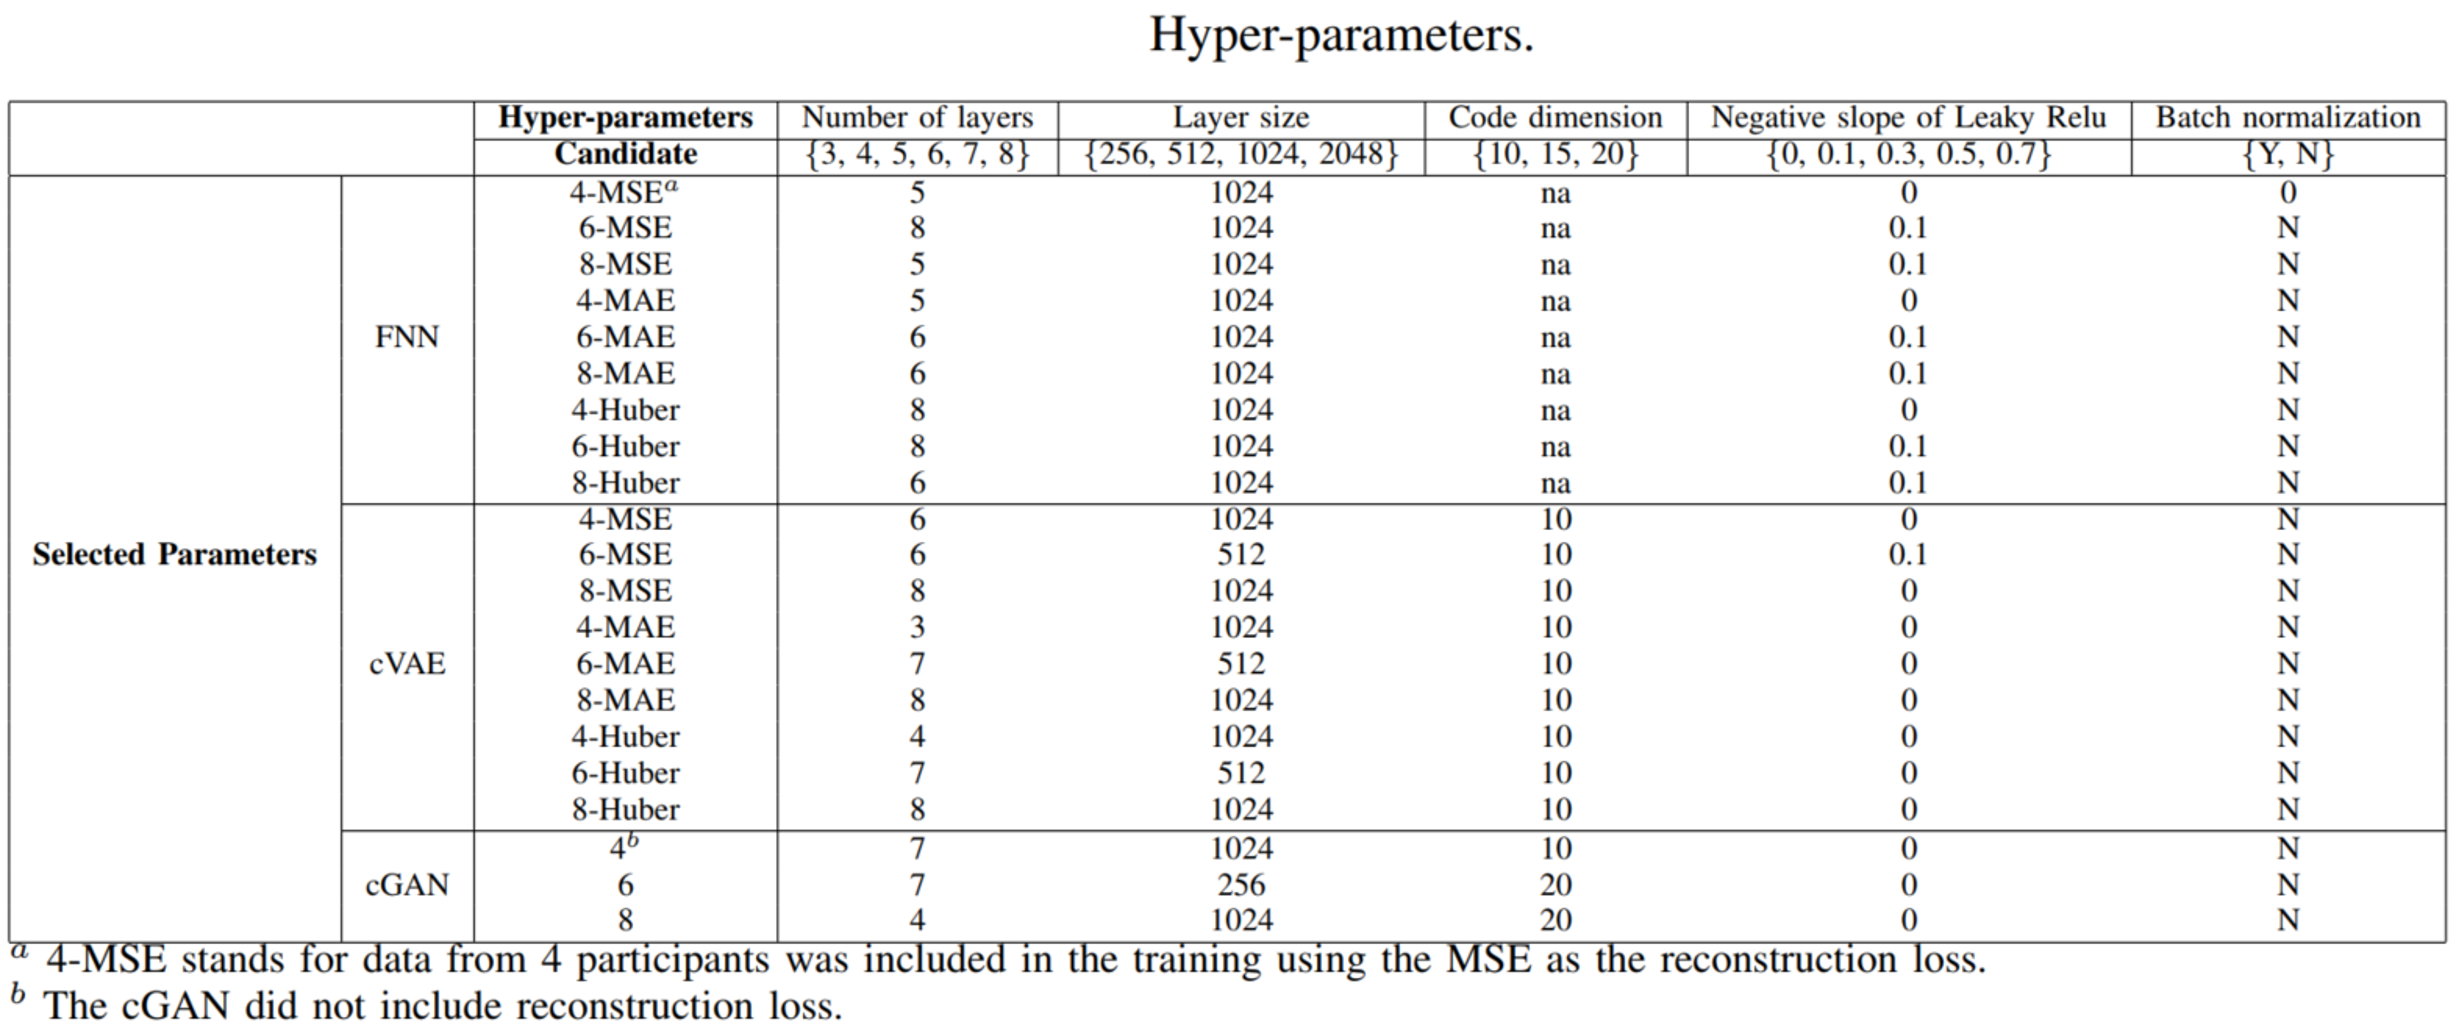 Hyper-parameters.
Hyper-parameters Number of layers Layer size Code dimension Negative slope of Leaky Relu Batch normalization
Candidate {3, 4, 5, 6, 7, 8} {256, 512, 1024, 2048} {10, 15, 20} {0, 0.1, 0.3, 0.5, 0.7} {Y, N}
4-MSEᵃ 5 1024 na 0 0
6-MSE 8 1024 na 0.1 N
8-MSE 5 1024 na 0.1 N
4-MAE 5 1024 na 0 N
FNN 6-MAE 6 1024 na 0.1 N
8-MAE 6 1024 na 0.1 N
4-Huber 8 1024 na 0 N
6-Huber 8 1024 na 0.1 N
8-Huber 6 1024 na 0.1 N
4-MSE 6 1024 10 0 N
Selected Parameters 6-MSE 6 512 10 0.1 N
8-MSE 8 1024 10 0 N
4-MAE 3 1024 10 0 N
cVAE 6-MAE 7 512 10 0 N
8-MAE 8 1024 10 0 N
4-Huber 4 1024 10 0 N
6-Huber 7 512 10 0 N
8-Huber 8 1024 10 0 N
4ᵇ 7 1024 10 0 N
cGAN 6 7 256 20 0 N
8 4 1024 20 0 N
ᵃ 4-MSE stands for data from 4 participants was included in the training using the MSE as the reconstruction loss.
ᵇ The cGAN did not include reconstruction loss.